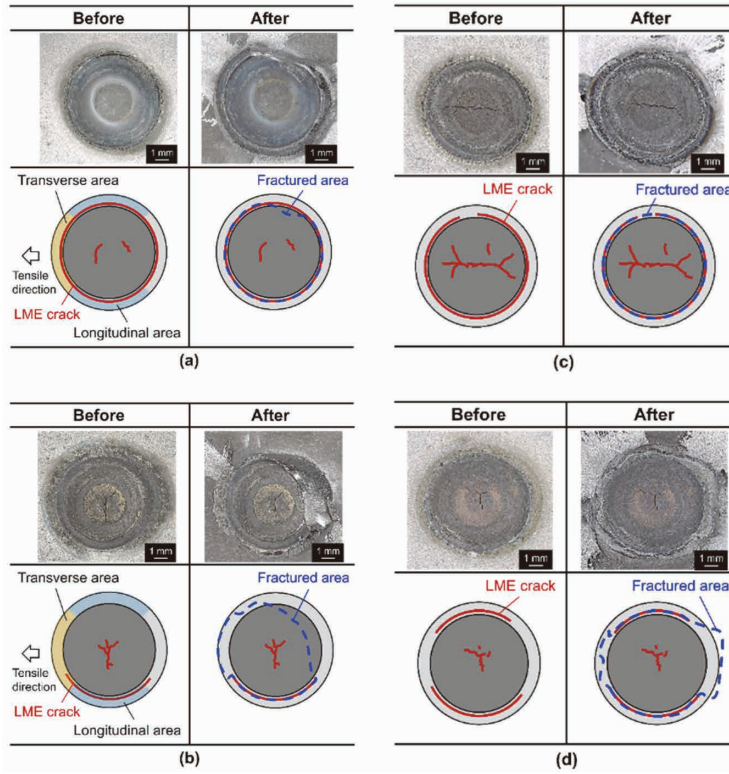 Before After
1 mm 1 mm
Transverse area
Fractured area
Tensile
direction
LME crack
Longitudinal area
(a)
Before After
1 mm 1 mm
LME crack
Fractured area
(c)
Before After
1 mm 1 mm
Transverse area
Fractured area
Tensile
direction
LME crack
Longitudinal area
(b)
Before After
1 mm 1 mm
LME crack
Fractured area
(d)